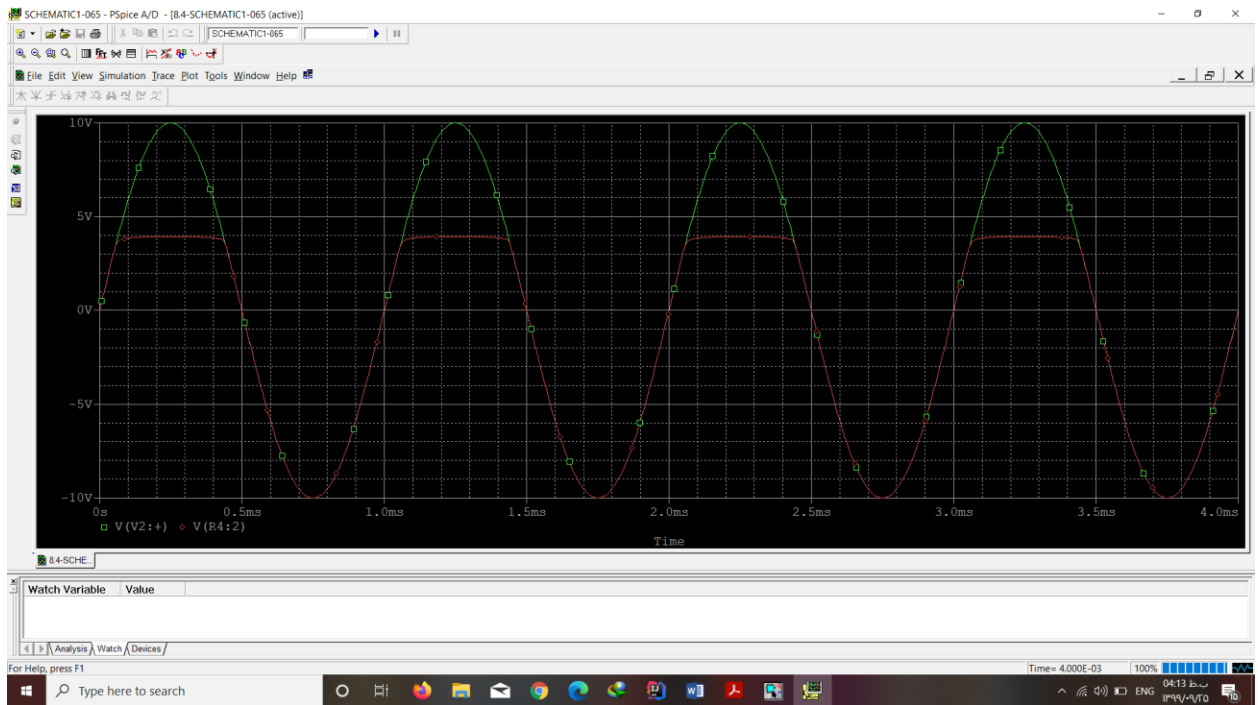 SCHEMATIC1-065 - PSpice A/D - [8.4-SCHEMATIC1-065 (active)]
SCHEMATIC1-065
File Edit View Simulation Trace Plot Tools Window Help
10V
5V
0V
-5V
-10V
0s 0.5ms 1.0ms 1.5ms 2.0ms 2.5ms 3.0ms 3.5ms 4.0ms
V(V2:+) V(R4:2)
Time
8.4-SCHE...
Watch Variable Value
Analysis Watch Devices
For Help, press F1
Time= 4.000E-03 100%
Type here to search
ENG
04:13 ب.ظ
۱۳۹۹/۰۹/۲۵